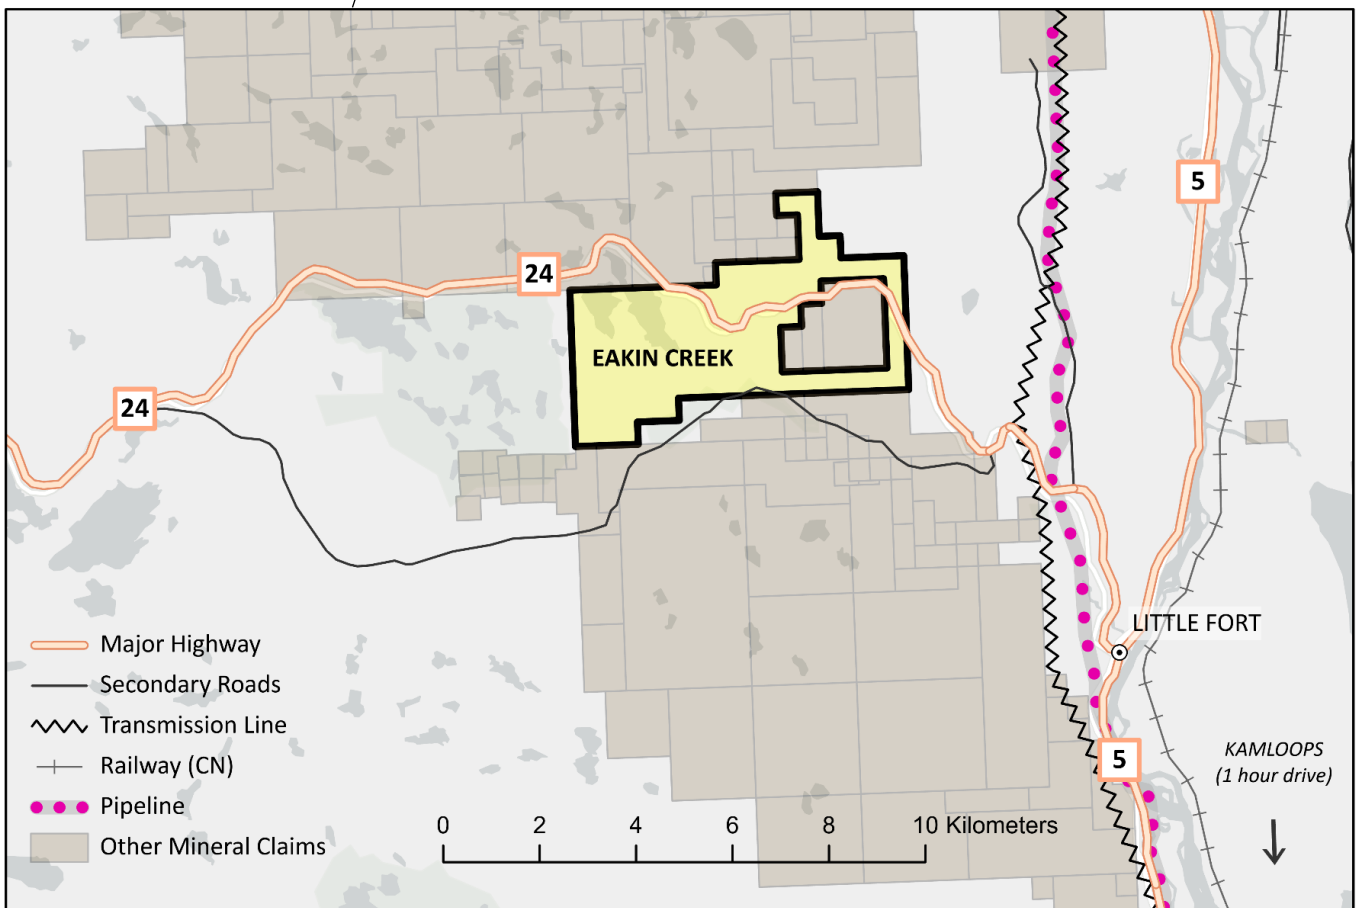 5
24
EAKIN CREEK
24
LITTLE FORT
Major Highway
Secondary Roads
Transmission Line
Railway (CN)
Pipeline
Other Mineral Claims
0 2 4 6 8 10 Kilometers
5
KAMLOOPS
(1 hour drive)